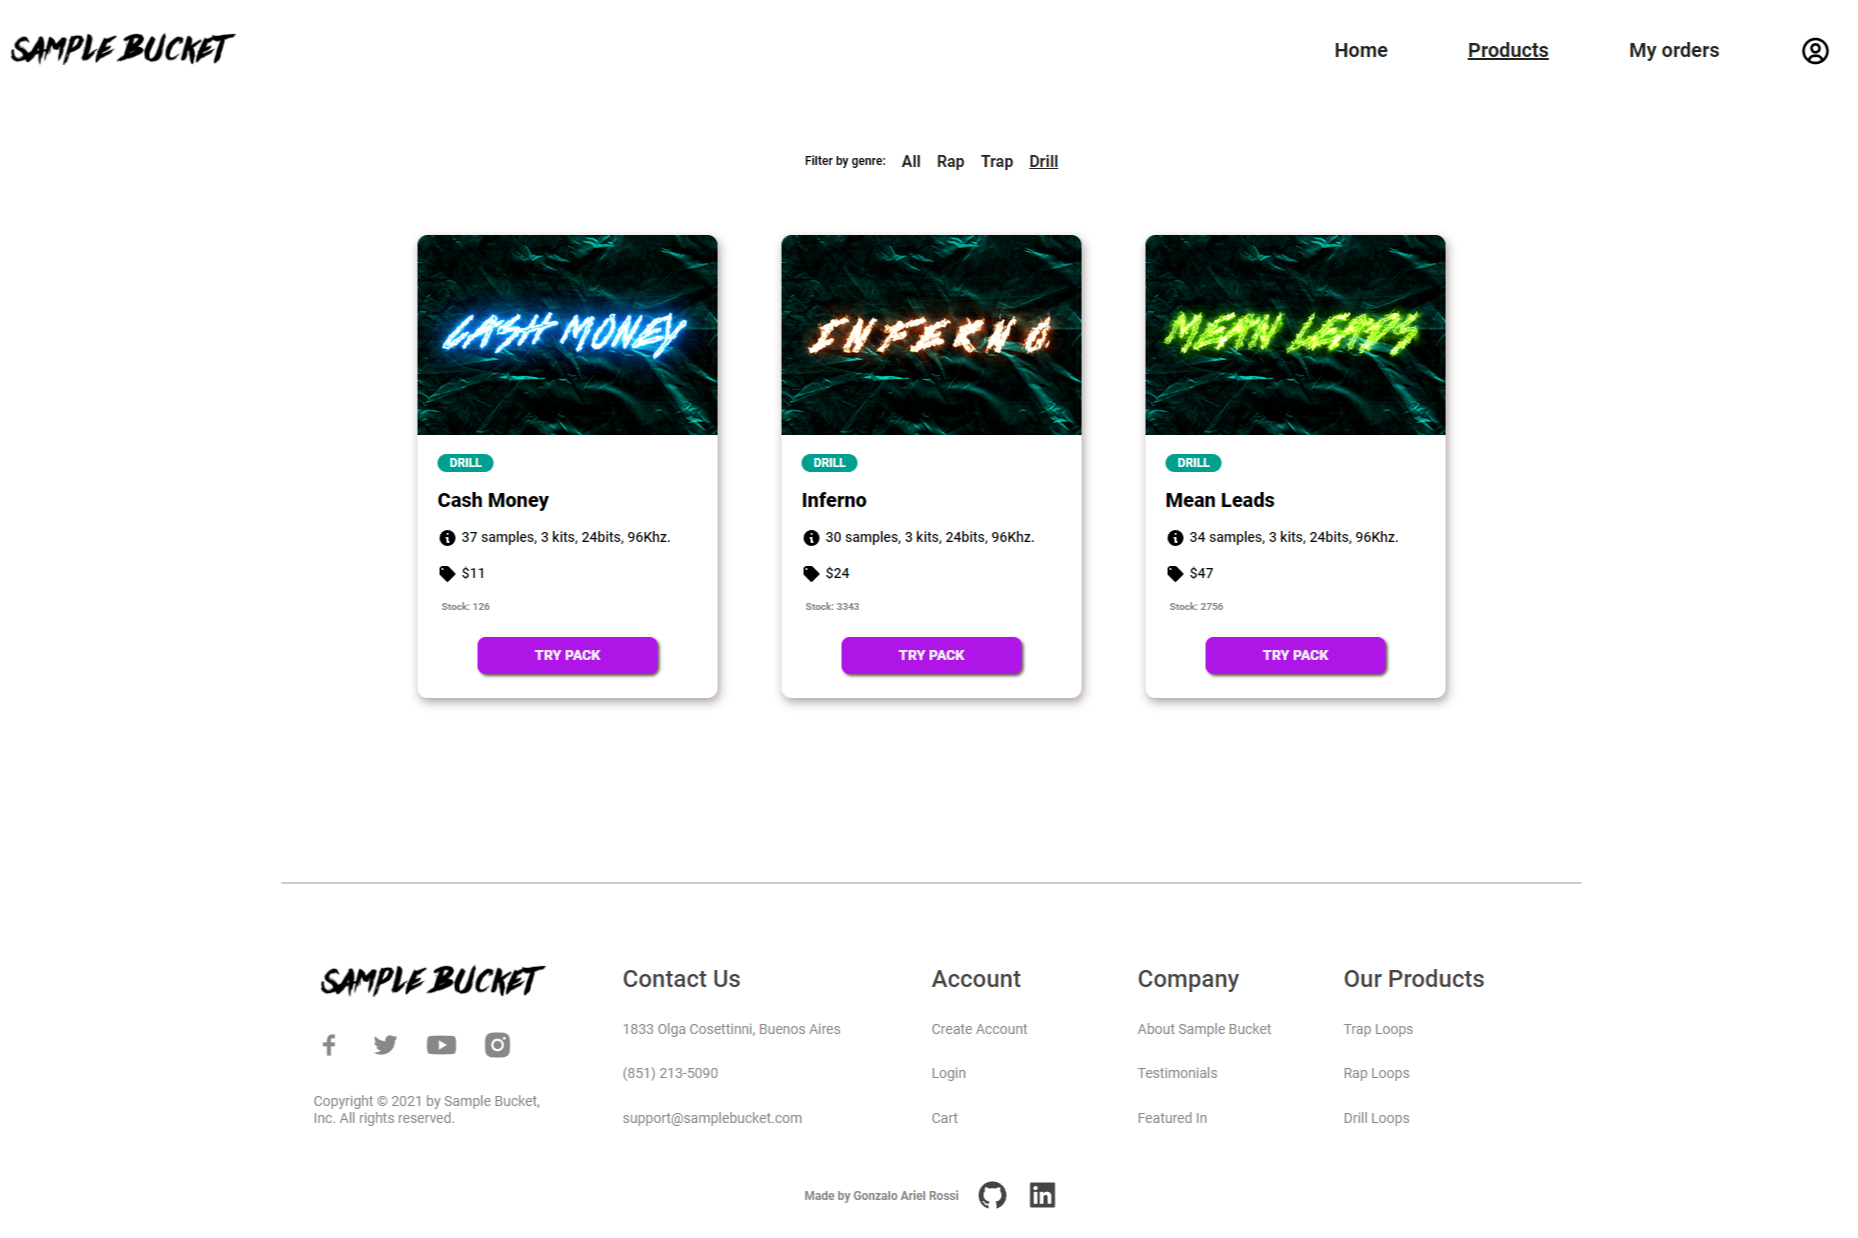 SAMPLE BUCKET
Home Products My orders
Filter by genre: All Rap Trap Drill
CASH MONEY
INFERNO
MEAN LEADS
DRILL
Cash Money
37 samples, 3 kits, 24bits, 96Khz.
$11
Stock: 126
TRY PACK
DRILL
Inferno
30 samples, 3 kits, 24bits, 96Khz.
$24
Stock: 3343
TRY PACK
DRILL
Mean Leads
34 samples, 3 kits, 24bits, 96Khz.
$47
Stock: 2756
TRY PACK
SAMPLE BUCKET
Copyright © 2021 by Sample Bucket,
Inc. All rights reserved.
Contact Us
1833 Olga Cosettinni, Buenos Aires
(851) 213-5090
support@samplebucket.com
Account
Create Account
Login
Cart
Company
About Sample Bucket
Testimonials
Featured In
Our Products
Trap Loops
Rap Loops
Drill Loops
Made by Gonzalo Ariel Rossi